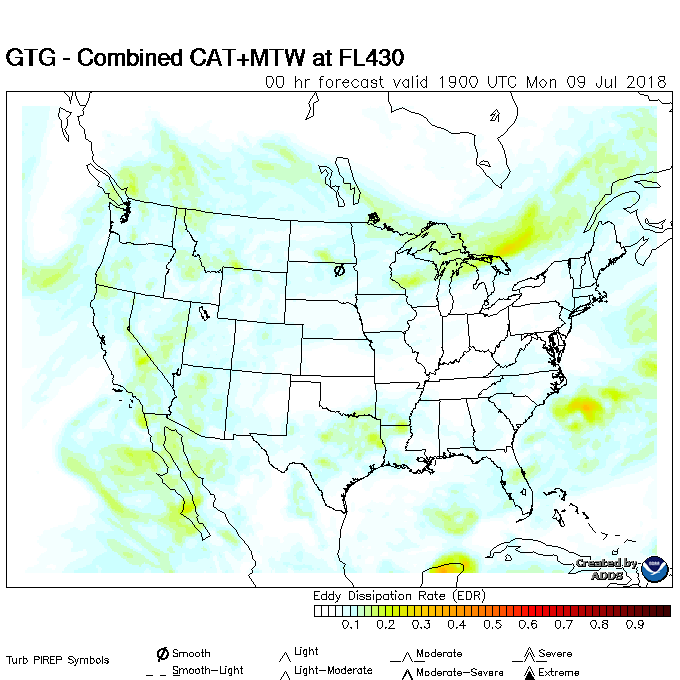 GTG - Combined CAT+MTW at FL430
00 hr forecast valid 1900 UTC Mon 09 Jul 2018
Created by
ADDS
Eddy Dissipation Rate (EDR)
0.1 0.2 0.3 0.4 0.5 0.6 0.7 0.8 0.9
Turb PIREP Symbols
Smooth Light Moderate Severe
Smooth-Light Light-Moderate Moderate-Severe Extreme